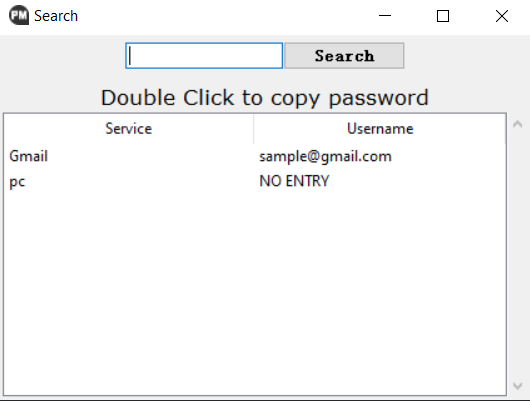 PM Search
Search
Double Click to copy password
Service Username
Gmail sample@gmail.com
pc NO ENTRY